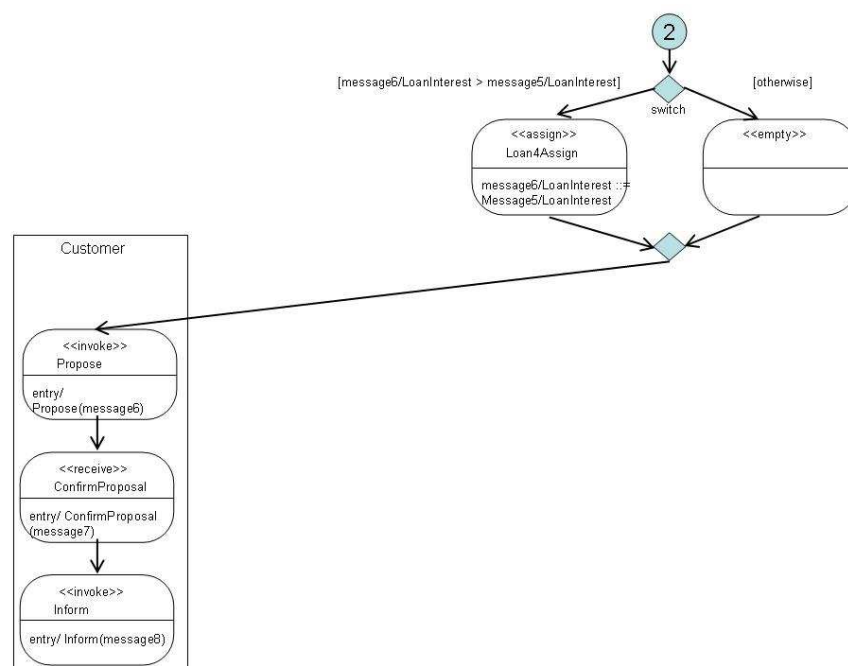 2
[message6/LoanInterest > message5/LoanInterest]
[otherwise]
switch
<<assign>>
Loan4Assign
message6/LoanInterest ::=
Message5/LoanInterest
<<empty>>
Customer
<<invoke>>
Propose
entry/
Propose(message6)
<<receive>>
ConfirmProposal
entry/ ConfirmProposal
(message7)
<<invoke>>
Inform
entry/ Inform(message8)